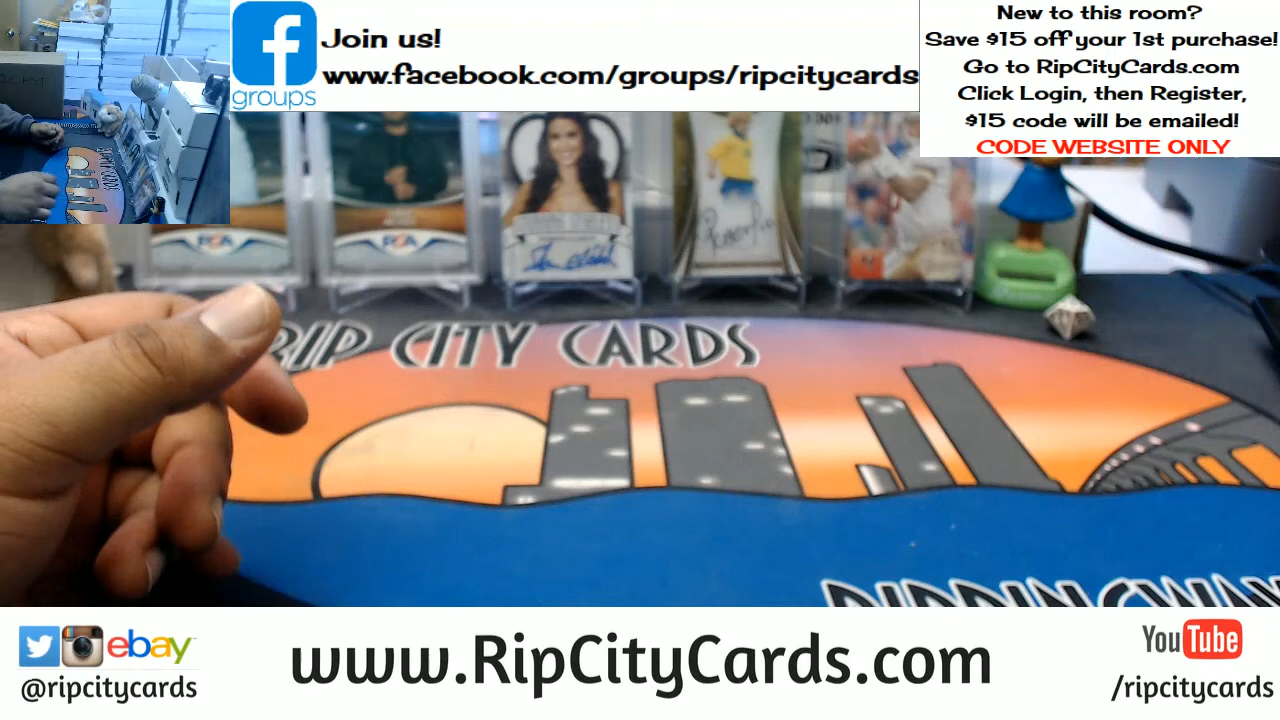 Join us!
www.facebook.com/groups/ripcitycards
groups
New to this room?
Save $15 off your 1st purchase!
Go to RipCityCards.com
Click Login, then Register,
$15 code will be emailed!
CODE WEBSITE ONLY
RIP CITY CARDS
ebay
@ripcitycards
www.RipCityCards.com
YouTube
/ripcitycards